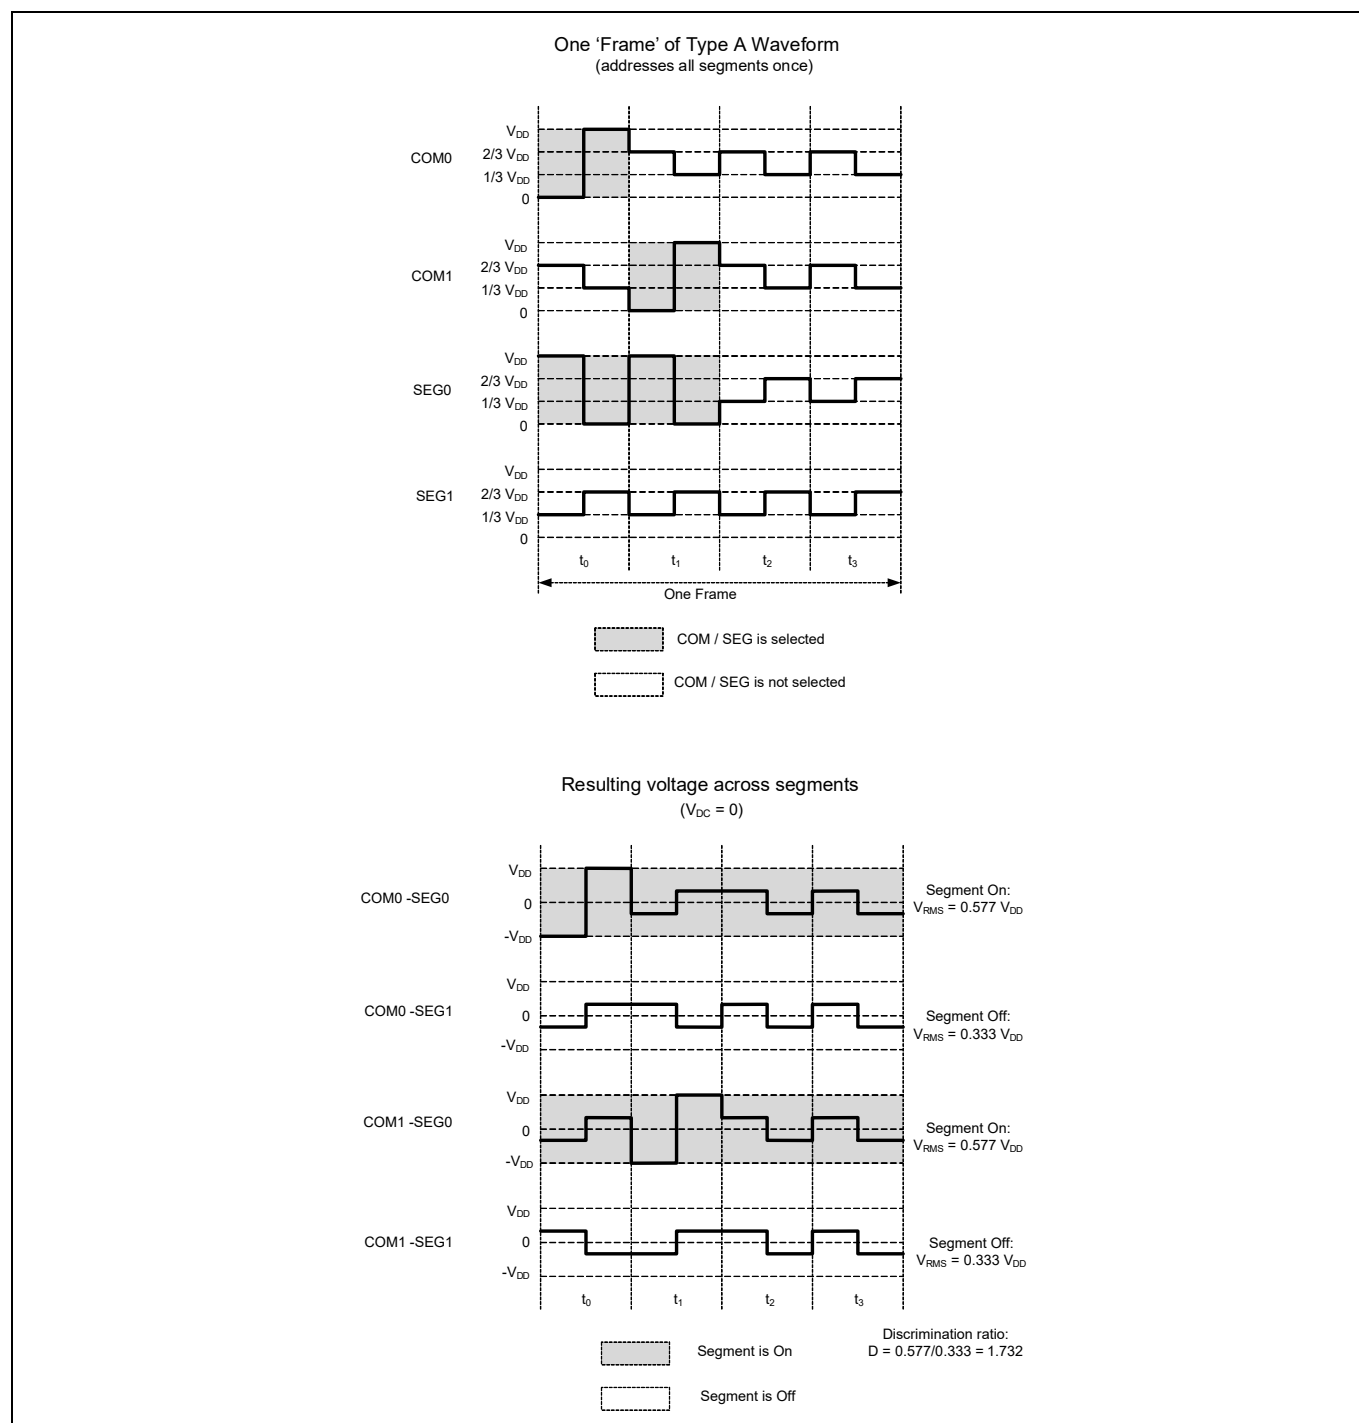 One ‘Frame’ of Type A Waveform
(addresses all segments once)
COM0
VDD
2/3 VDD
1/3 VDD
0
COM1
VDD
2/3 VDD
1/3 VDD
0
SEG0
VDD
2/3 VDD
1/3 VDD
0
SEG1
VDD
2/3 VDD
1/3 VDD
0
t0 t1 t2 t3
One Frame
COM / SEG is selected
COM / SEG is not selected
Resulting voltage across segments
(VDC = 0)
COM0 -SEG0
VDD
0
-VDD
Segment On:
VRMS = 0.577 VDD
COM0 -SEG1
VDD
0
-VDD
Segment Off:
VRMS = 0.333 VDD
COM1 -SEG0
VDD
0
-VDD
Segment On:
VRMS = 0.577 VDD
COM1 -SEG1
VDD
0
-VDD
Segment Off:
VRMS = 0.333 VDD
t0 t1 t2 t3
Segment is On
Segment is Off
Discrimination ratio:
D = 0.577/0.333 = 1.732